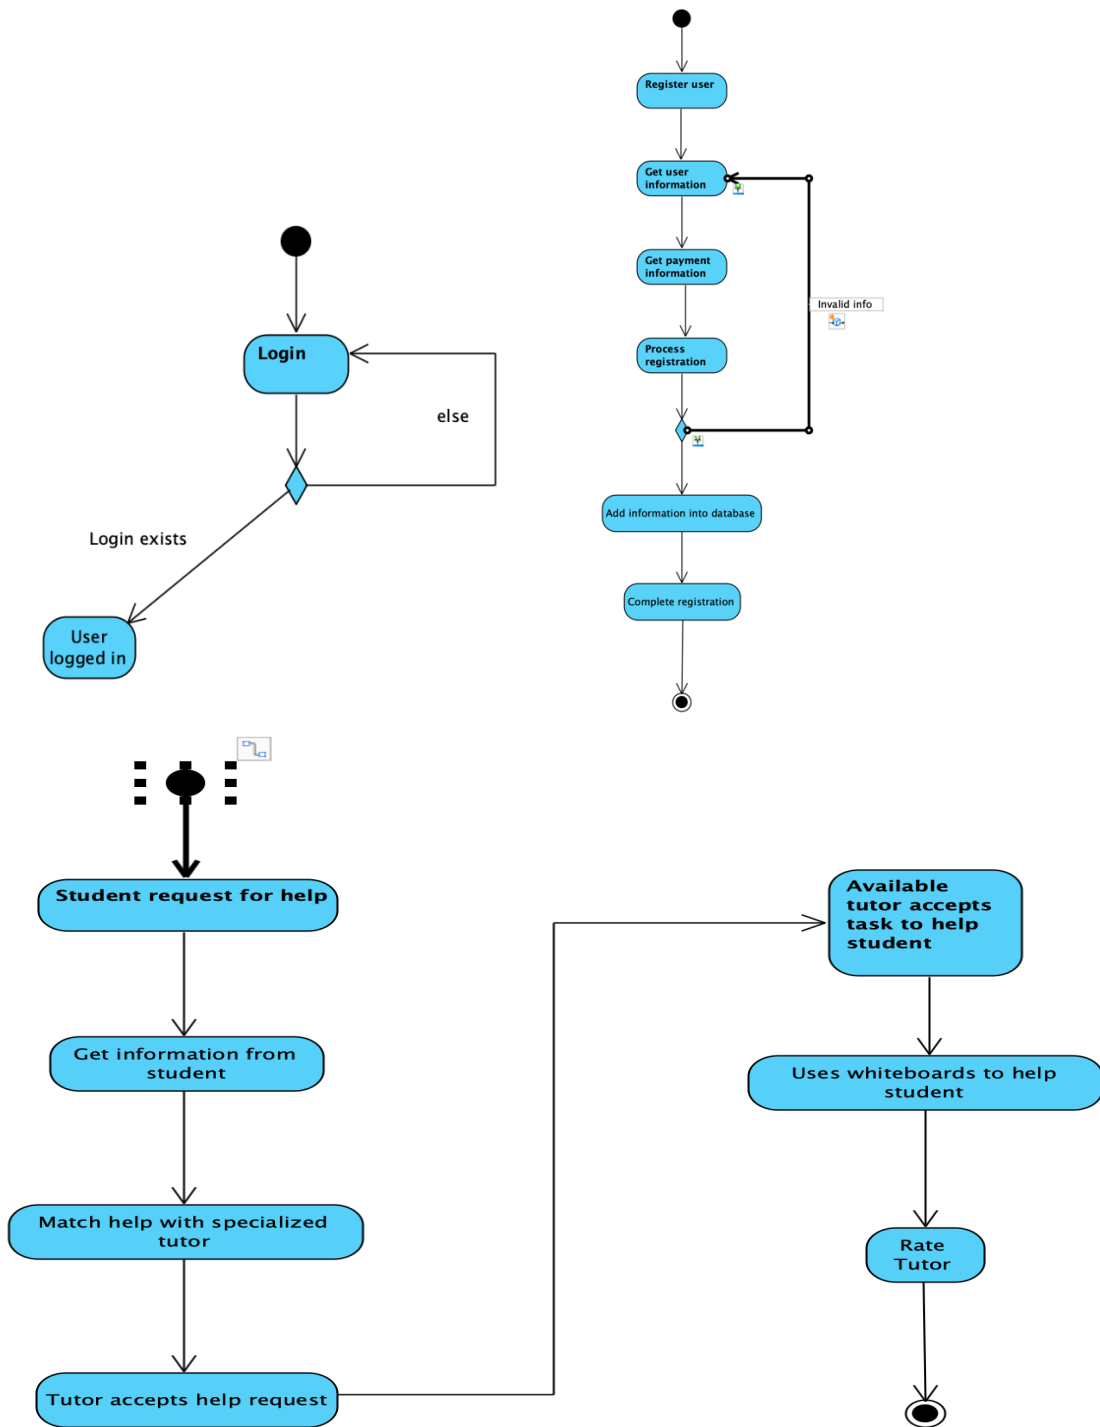 Login
else
Login exists
User
logged in
Register user
Get user
information
Get payment
information
Process
registration
Invalid info
Add information into database
Complete registration
Student request for help
Get information from
student
Match help with specialized
tutor
Tutor accepts help request
Available
tutor accepts
task to help
student
Uses whiteboards to help
student
Rate
Tutor